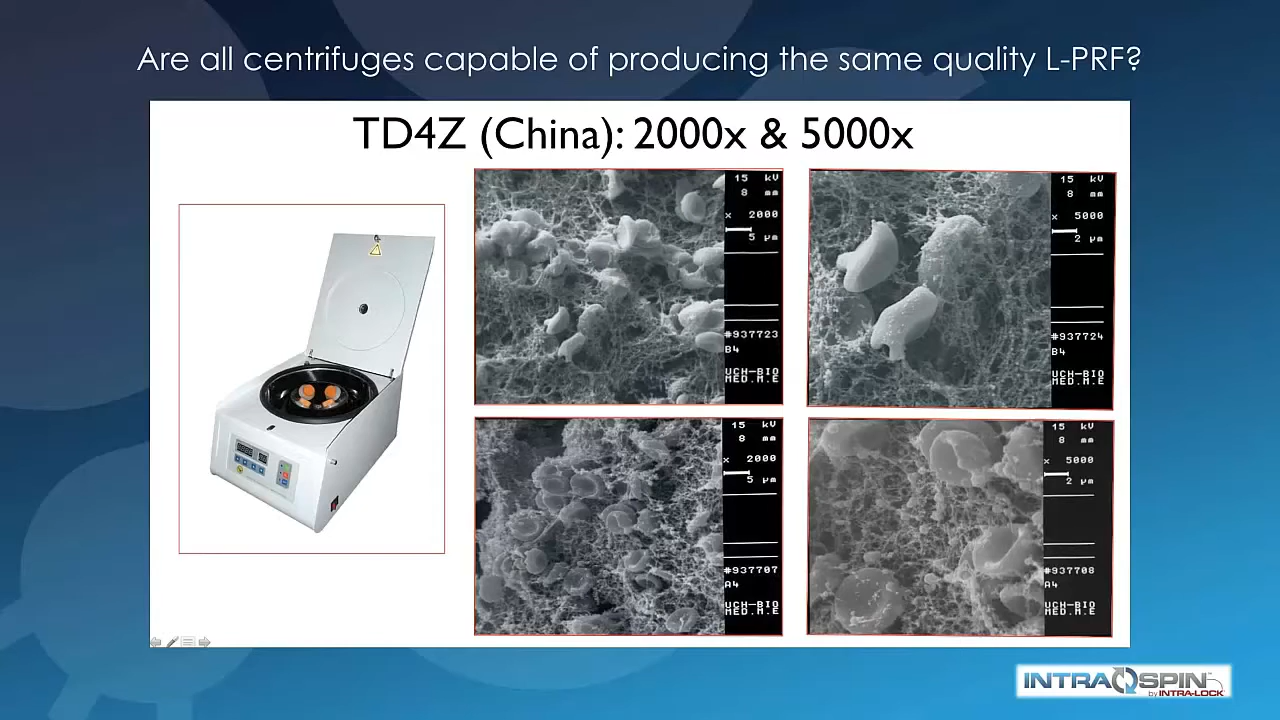 Are all centrifuges capable of producing the same quality L-PRF?
TD4Z (China): 2000x & 5000x
15 kV
8 mm
x 2000
5 µm
#937723
B4
UCH-BIO
MED.M.E
15 kV
8 mm
x 5000
2 µm
#937724
B4
UCH-BIO
MED.M.E
15 kV
8 mm
x 2000
5 µm
#937707
A4
UCH-BIO
MED.M.E
15 kV
8 mm
x 5000
2 µm
#937708
A4
UCH-BIO
MED.M.E
INTRASPIN
by INTRA-LOCK